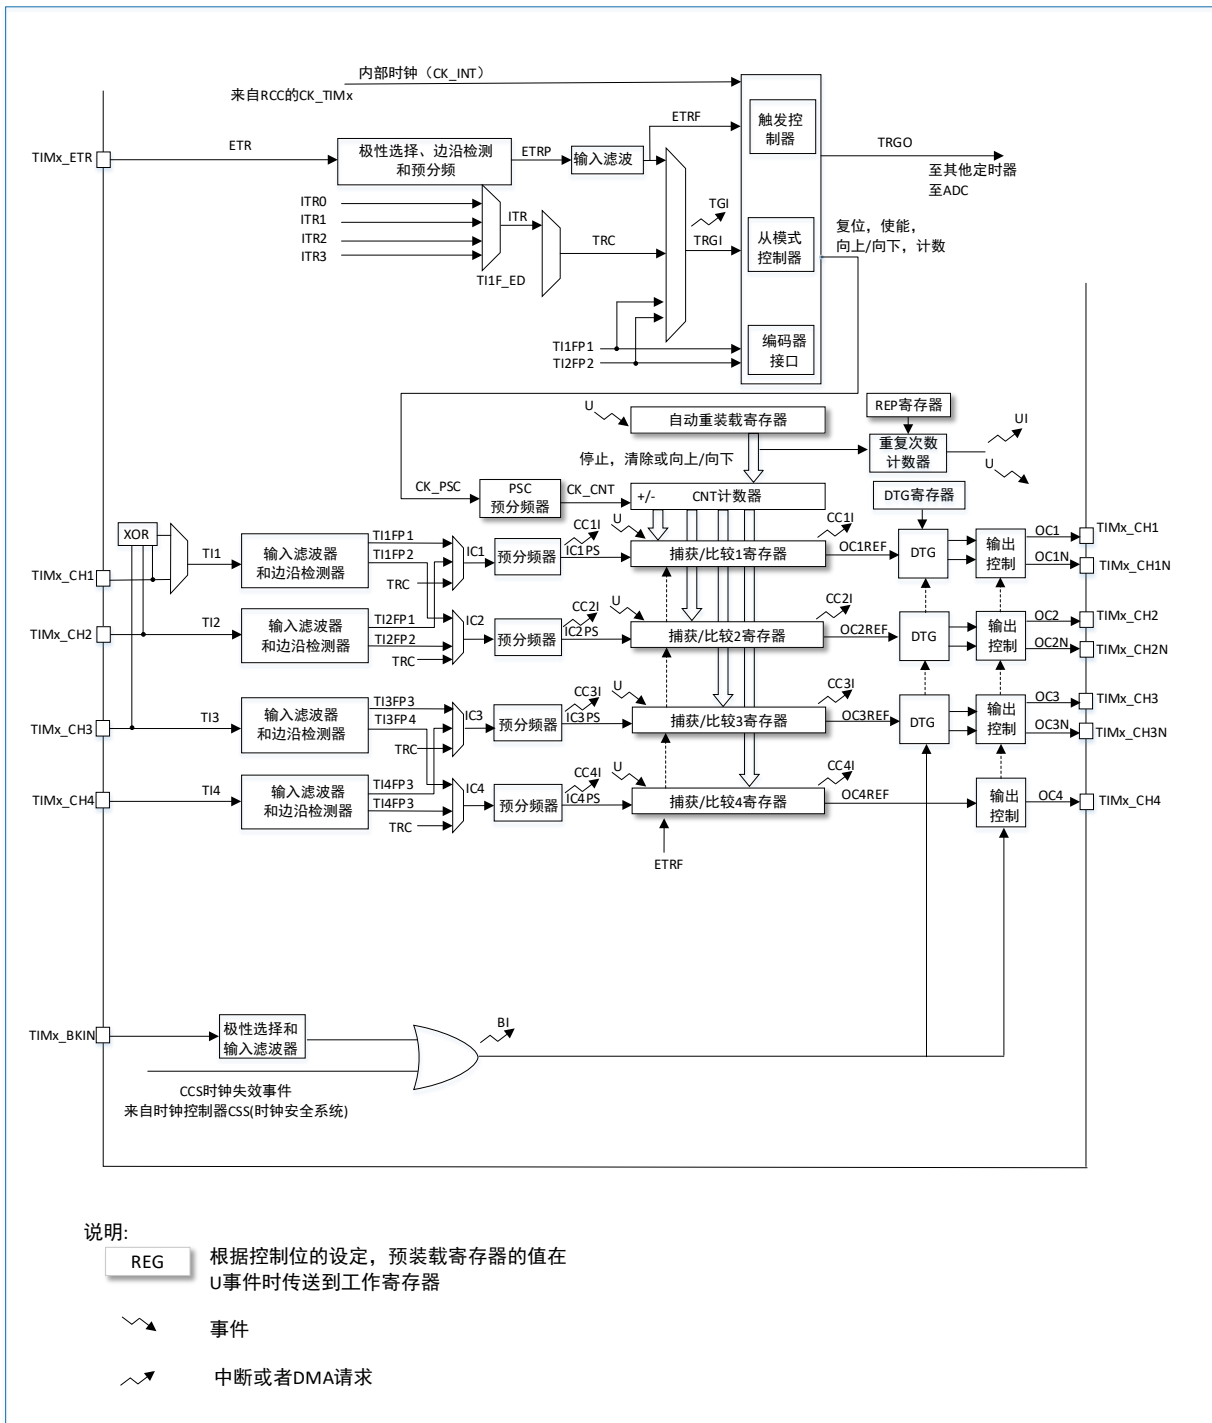 内部时钟（CK_INT）
来自RCC的CK_TIMx
TIMx_ETR
ETR
极性选择、边沿检测
和预分频
ETRP
输入滤波
ETRF
触发控
制器
TRGO
至其他定时器
至ADC
ITR0
ITR1
ITR2
ITR3
ITR
TI1F_ED
TRC
TGI
TRGI
从模式
控制器
复位，使能，
向上/向下，计数
TI1FP1
TI2FP2
编码器
接口
U
自动重装载寄存器
REP寄存器
停止，清除或向上/向下
重复次数
计数器
UI
U
CK_PSC
PSC
预分频器
CK_CNT
+/-
CNT计数器
DTG寄存器
XOR
TIMx_CH1
TI1
输入滤波器
和边沿检测器
TI1FP1
TI1FP2
TRC
IC1
预分频器
CC1I
IC1PS
U
捕获/比较1寄存器
CC1I
OC1REF
DTG
输出
控制
OC1
OC1N
TIMx_CH1
TIMx_CH1N
TIMx_CH2
TI2
输入滤波器
和边沿检测器
TI2FP1
TI2FP2
TRC
IC2
预分频器
CC2I
IC2PS
U
捕获/比较2寄存器
CC2I
OC2REF
DTG
输出
控制
OC2
OC2N
TIMx_CH2
TIMx_CH2N
TIMx_CH3
TI3
输入滤波器
和边沿检测器
TI3FP3
TI3FP4
TRC
IC3
预分频器
CC3I
IC3PS
U
捕获/比较3寄存器
CC3I
OC3REF
DTG
输出
控制
OC3
OC3N
TIMx_CH3
TIMx_CH3N
TIMx_CH4
TI4
输入滤波器
和边沿检测器
TI4FP3
TI4FP3
TRC
IC4
预分频器
CC4I
IC4PS
U
捕获/比较4寄存器
CC4I
OC4REF
输出
控制
OC4
TIMx_CH4
ETRF
TIMx_BKIN
极性选择和
输入滤波器
BI
CCS时钟失效事件
来自时钟控制器CSS(时钟安全系统)
说明:
REG
根据控制位的设定，预装载寄存器的值在
U事件时传送到工作寄存器
事件
中断或者DMA请求